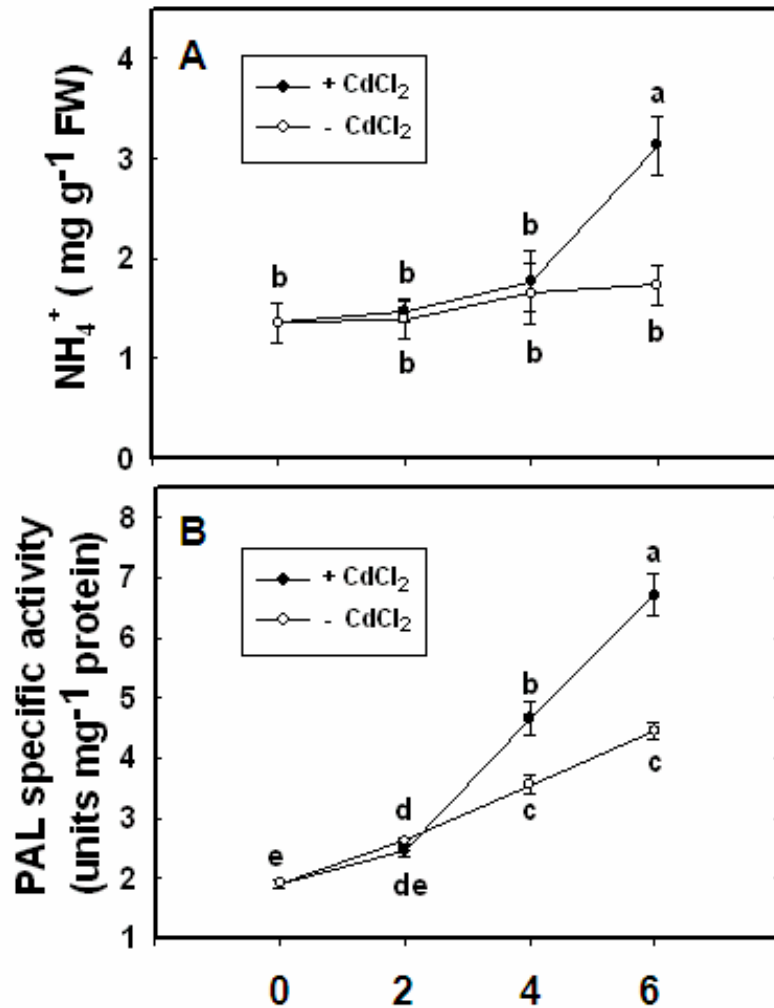 A
+ CdCl₂
- CdCl₂
NH₄⁺ ( mg g⁻¹ FW)
4
3
2
1
0
b
b
b
a
b
b
b
B
+ CdCl₂
- CdCl₂
PAL specific activity
(units mg⁻¹ protein)
8
7
6
5
4
3
2
1
e
d
b
a
de
c
c
0 2 4 6